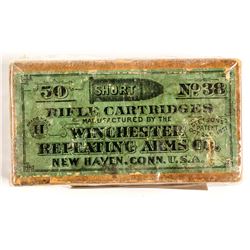 50 SHORT No. 38
RIFLE CARTRIDGES
MANUFACTURED BY THE
H
WINCHESTER
REPEATING ARMS CO.
NEW HAVEN, CONN. U.S.A.